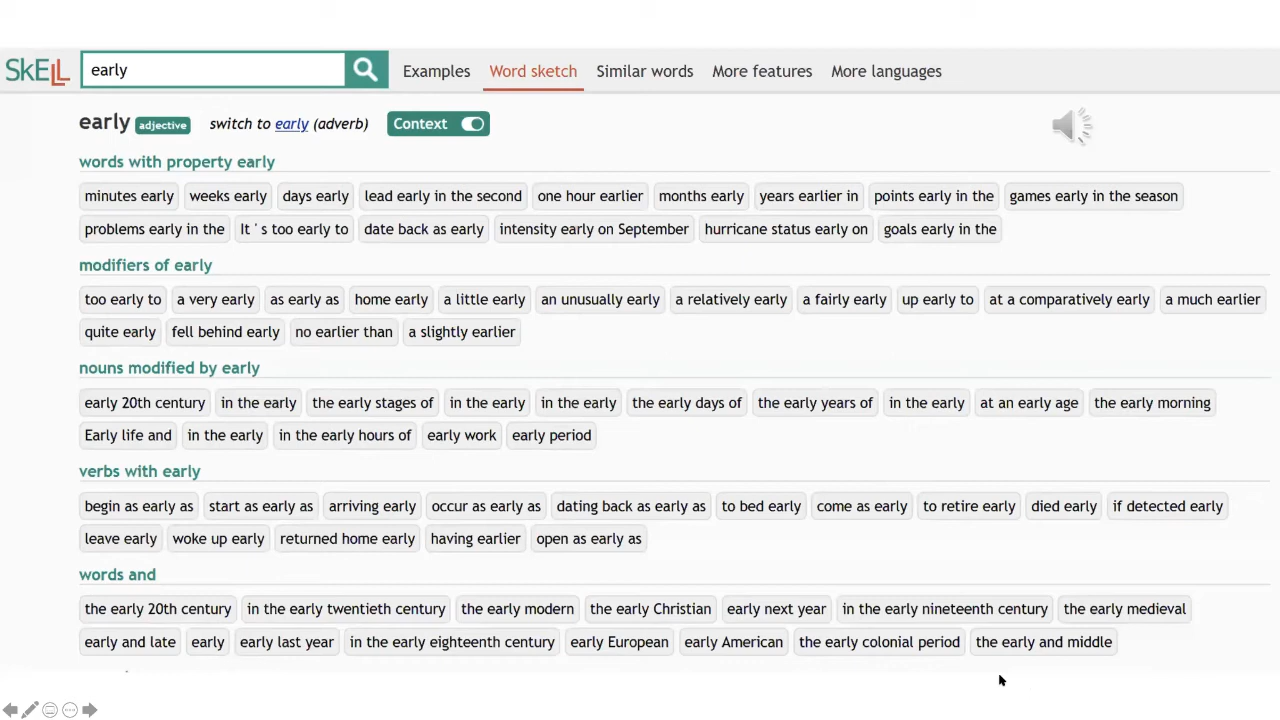 SkELL early Examples Word sketch Similar words More features More languages
early adjective switch to early (adverb) Context
words with property early
minutes early weeks early days early lead early in the second one hour earlier months early years earlier in points early in the games early in the season
problems early in the It ' s too early to date back as early intensity early on September hurricane status early on goals early in the
modifiers of early
too early to a very early as early as home early a little early an unusually early a relatively early a fairly early up early to at a comparatively early a much earlier
quite early fell behind early no earlier than a slightly earlier
nouns modified by early
early 20th century in the early the early stages of in the early in the early the early days of the early years of in the early at an early age the early morning
Early life and in the early in the early hours of early work early period
verbs with early
begin as early as start as early as arriving early occur as early as dating back as early as to bed early come as early to retire early died early if detected early
leave early woke up early returned home early having earlier open as early as
words and
the early 20th century in the early twentieth century the early modern the early Christian early next year in the early nineteenth century the early medieval
early and late early early last year in the early eighteenth century early European early American the early colonial period the early and middle